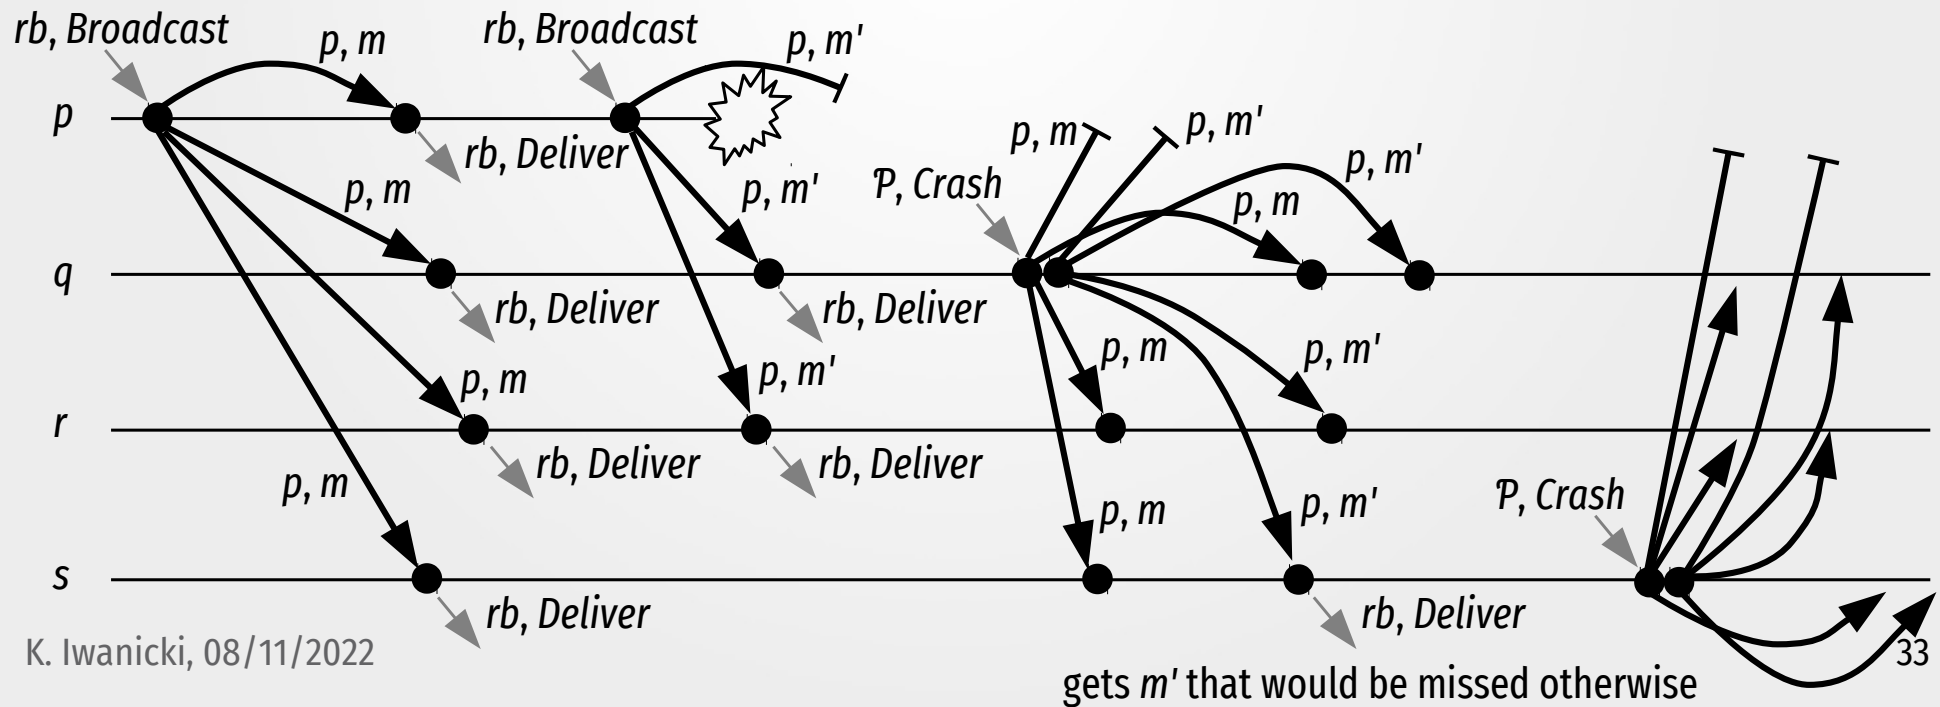 rb, Broadcast
p, m
rb, Broadcast
p, m'
p
rb, Deliver
p, m
p, m'
P, Crash
p, m
p, m'
p, m
p, m'
q
rb, Deliver
rb, Deliver
p, m
p, m'
p, m
p, m'
r
rb, Deliver
rb, Deliver
p, m
p, m
p, m'
P, Crash
s
rb, Deliver
rb, Deliver
K. Iwanicki, 08/11/2022
33
gets m' that would be missed otherwise